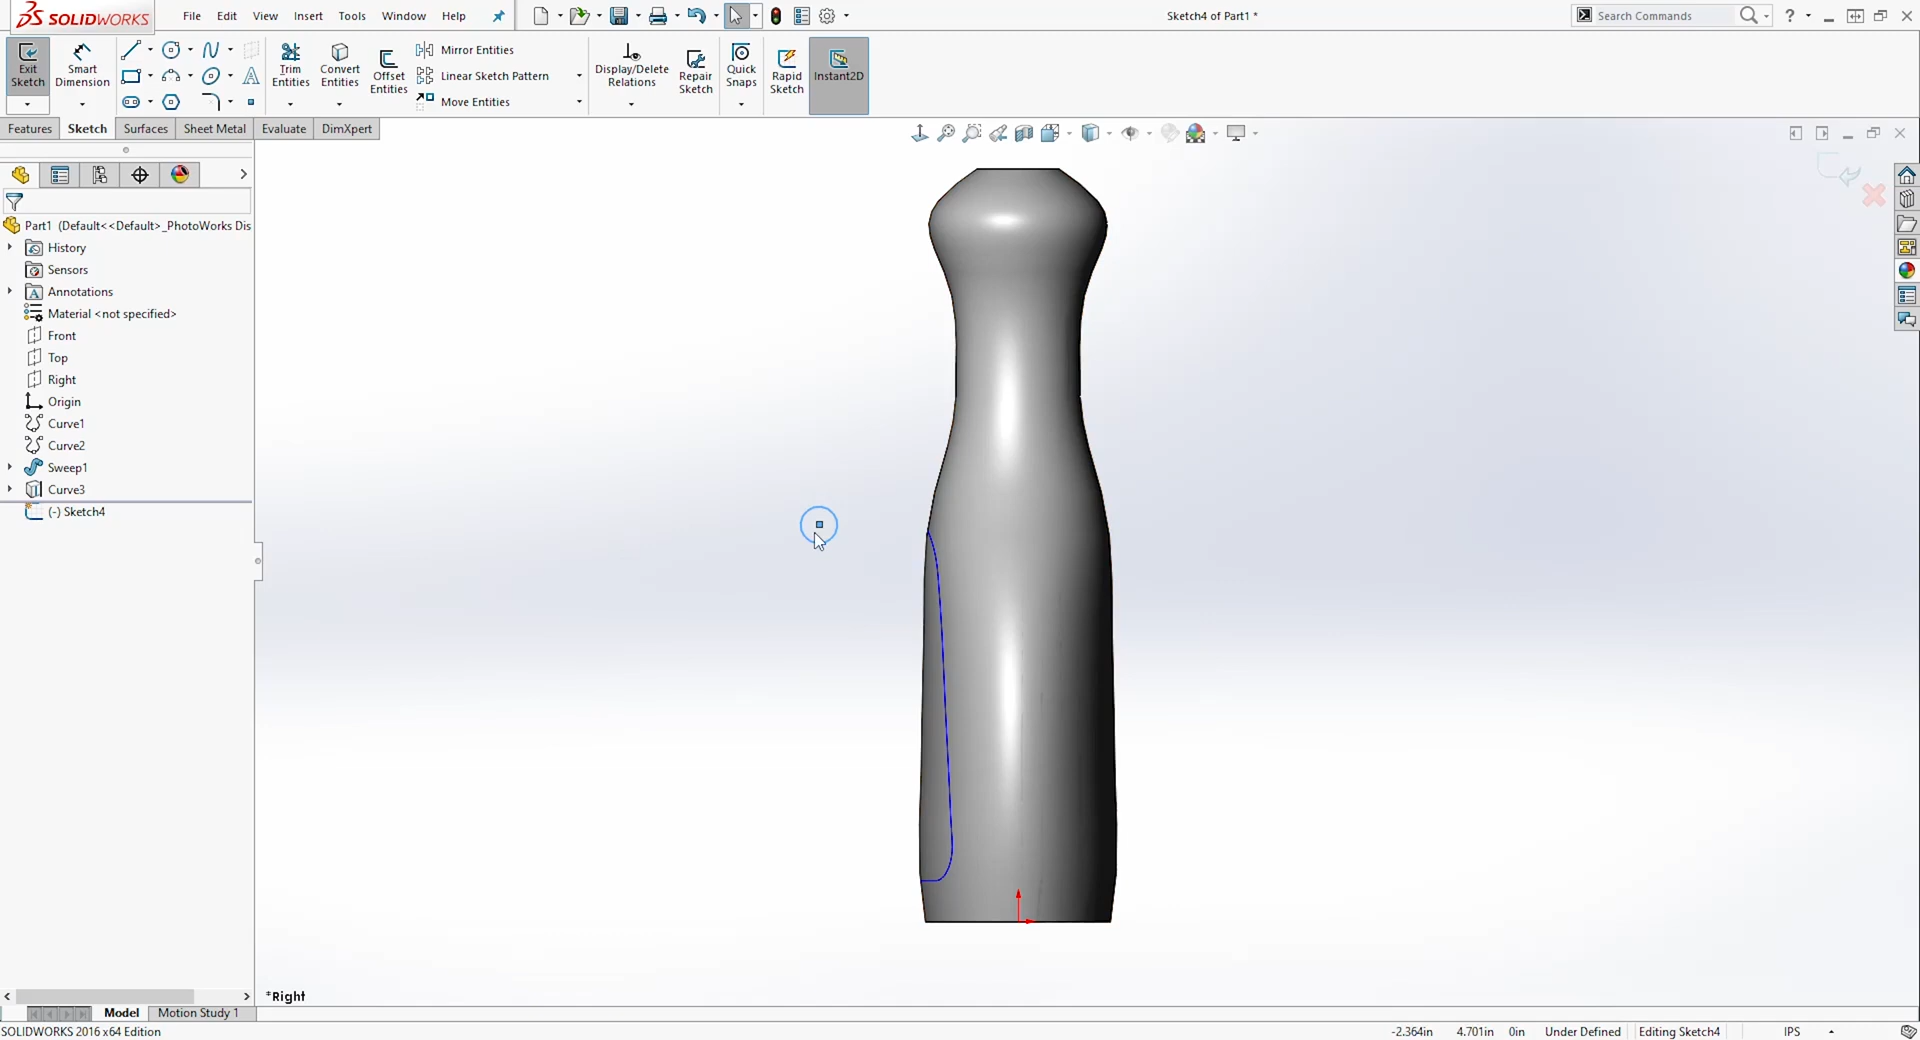 SOLIDWORKS
File Edit View Insert Tools Window Help
Sketch4 of Part1 *
Search Commands
?
Exit Sketch
Smart Dimension
Trim Entities
Convert Entities
Offset Entities
Mirror Entities
Linear Sketch Pattern
Move Entities
Display/Delete Relations
Repair Sketch
Quick Snaps
Rapid Sketch
Instant2D
Features Sketch Surfaces Sheet Metal Evaluate DimXpert
Part1 (Default<<Default>_PhotoWorks Dis
History
Sensors
Annotations
Material <not specified>
Front
Top
Right
Origin
Curve1
Curve2
Sweep1
Curve3
(-) Sketch4
*Right
Model Motion Study 1
SOLIDWORKS 2016 x64 Edition
-2.364in 4.701in 0in Under Defined Editing Sketch4 IPS